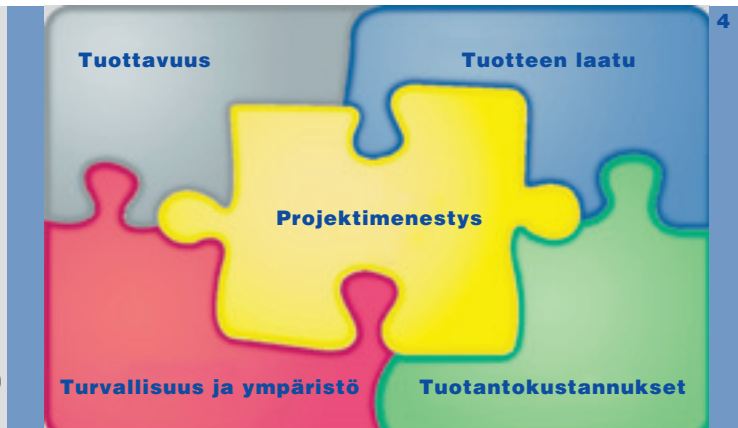 4
Tuottavuus
Tuotteen laatu
Projektimenestys
Turvallisuus ja ympäristö
Tuotantokustannukset